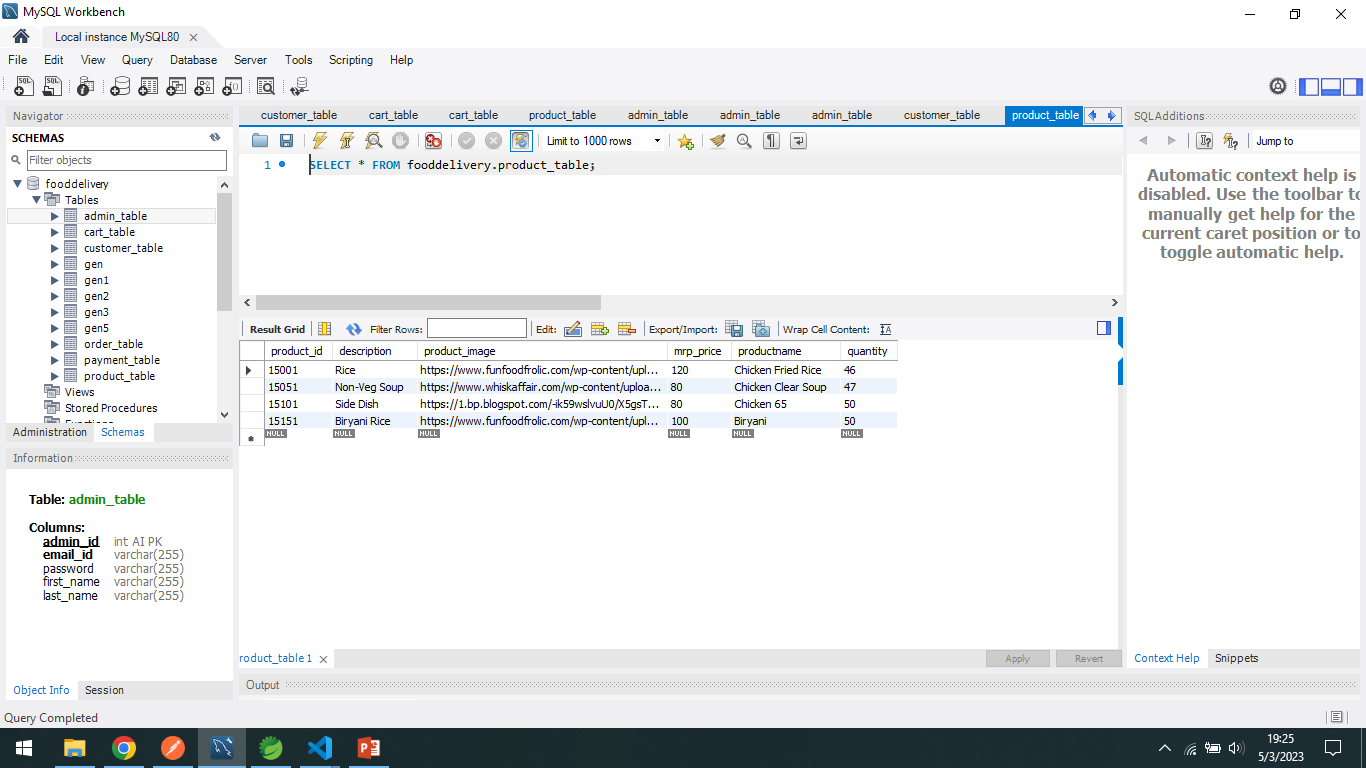 MySQL Workbench
Local instance MySQL80
File Edit View Query Database Server Tools Scripting Help
Navigator
SCHEMAS
Filter objects
fooddelivery
Tables
admin_table
cart_table
customer_table
gen
gen1
gen2
gen3
gen5
order_table
payment_table
product_table
Views
Stored Procedures
Administration Schemas
Information
Table: admin_table
Columns:
admin_id int AI PK
email_id varchar(255)
password varchar(255)
first_name varchar(255)
last_name varchar(255)
Object Info Session
customer_table cart_table cart_table product_table admin_table admin_table admin_table customer_table product_table
Limit to 1000 rows
1 SELECT * FROM fooddelivery.product_table;
Result Grid Filter Rows: Edit: Export/Import: Wrap Cell Content:
product_id description product_image mrp_price productname quantity
15001 Rice https://www.funfoodfrolic.com/wp-content/upl... 120 Chicken Fried Rice 46
15051 Non-Veg Soup https://www.whiskaffair.com/wp-content/uploa... 80 Chicken Clear Soup 47
15101 Side Dish https://1.bp.blogspot.com/-ik59wslvuU0/X5gsT... 80 Chicken 65 50
15151 Biryani Rice https://www.funfoodfrolic.com/wp-content/upl... 100 Biryani 50
NULL NULL NULL NULL NULL NULL
roduct_table 1
Apply Revert
Output
SQLAdditions
Jump to
Automatic context help is
disabled. Use the toolbar to
manually get help for the
current caret position or to
toggle automatic help.
Context Help Snippets
Query Completed
19:25
5/3/2023